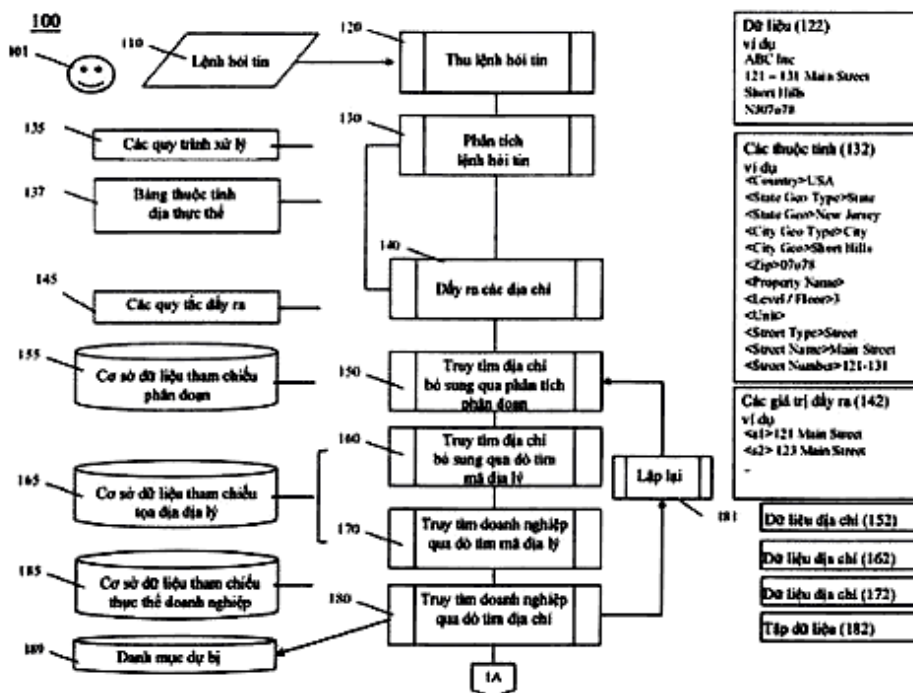 100
101
110
Lệnh hỏi tin
120
Thu lệnh hỏi tin
135
Các quy trình xử lý
130
Phân tích
lệnh hỏi tin
137
Bảng thuộc tính
địa thực thể
140
Đẩy ra các địa chỉ
145
Các quy tắc đẩy ra
155
Cơ sở dữ liệu tham chiếu
phân đoạn
150
Truy tìm địa chỉ
bổ sung qua phân tích
phân đoạn
160
Truy tìm địa chỉ
bổ sung qua dò tìm
mã địa lý
165
Cơ sở dữ liệu tham chiếu
tọa địa địa lý
170
Truy tìm doanh nghiệp
qua dò tìm mã địa lý
Lặp lại
181
185
Cơ sở dữ liệu tham chiếu
thực thể doanh nghiệp
180
Truy tìm doanh nghiệp
qua dò tìm địa chỉ
189
Danh mục dự bị
1A
Dữ liệu (122)
ví dụ
ABC Inc
121 – 131 Main Street
Short Hills
NJ07o78
Các thuộc tính (132)
ví dụ
<Country>USA
<State Geo Type>State
<State Geo>New Jersey
<City Geo Type>City
<City Geo>Short Hills
<Zip>07o78
<Property Name>
<Level / Floor>3
<Unit>
<Street Type>Street
<Street Name>Main Street
<Street Number>121-131
Các giá trị đẩy ra (142)
ví dụ
<a1>121 Main Street
<a2> 123 Main Street
..
Dữ liệu địa chỉ (152)
Dữ liệu địa chỉ (162)
Dữ liệu địa chỉ (172)
Tập dữ liệu (182)